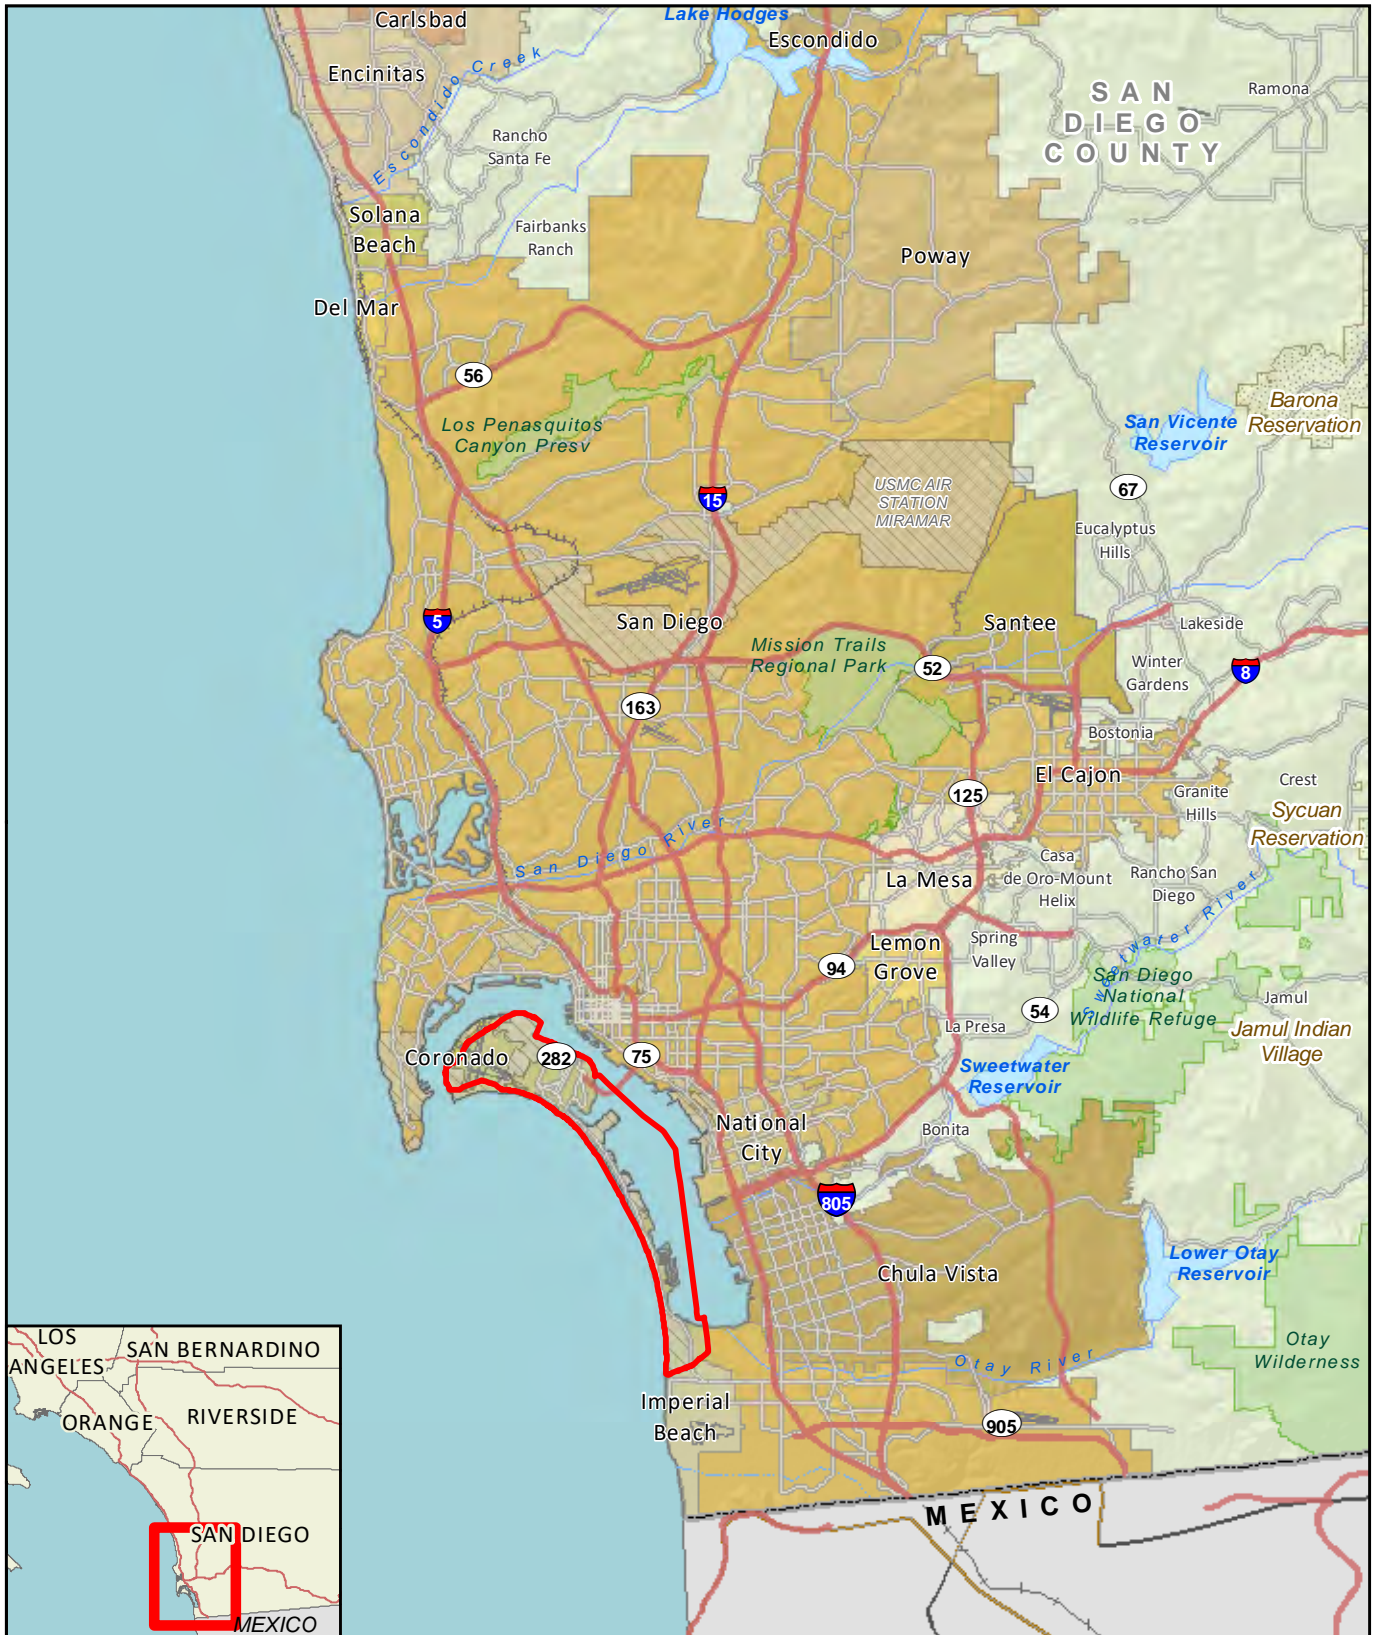 Carlsbad
Lake Hodges
Escondido
Encinitas
Escondido Creek
SAN
DIEGO
COUNTY
Ramona
Rancho
Santa Fe
Solana
Beach
Fairbanks
Ranch
Poway
Del Mar
56
Los Penasquitos
Canyon Presv
San Vicente
Reservoir
Barona
Reservation
15
USMC AIR
STATION
MIRAMAR
67
Eucalyptus
Hills
5
San Diego
Santee
Lakeside
Mission Trails
Regional Park
52
Winter
Gardens
8
163
Bostonia
El Cajon
125
Granite
Hills
Crest
Sycuan
Reservation
San Diego River
La Mesa
Casa
de Oro-Mount
Helix
Rancho San
Diego
Sweetwater River
Lemon
Grove
Spring
Valley
94
San Diego
National
Wildlife Refuge
54
Jamul
La Presa
Jamul Indian
Village
Coronado
282
75
Sweetwater
Reservoir
National
City
Bonita
805
Chula Vista
Lower Otay
Reservoir
Otay River
Otay
Wilderness
Imperial
Beach
905
MEXICO
LOS
ANGELES
SAN BERNARDINO
ORANGE
RIVERSIDE
SAN DIEGO
MEXICO